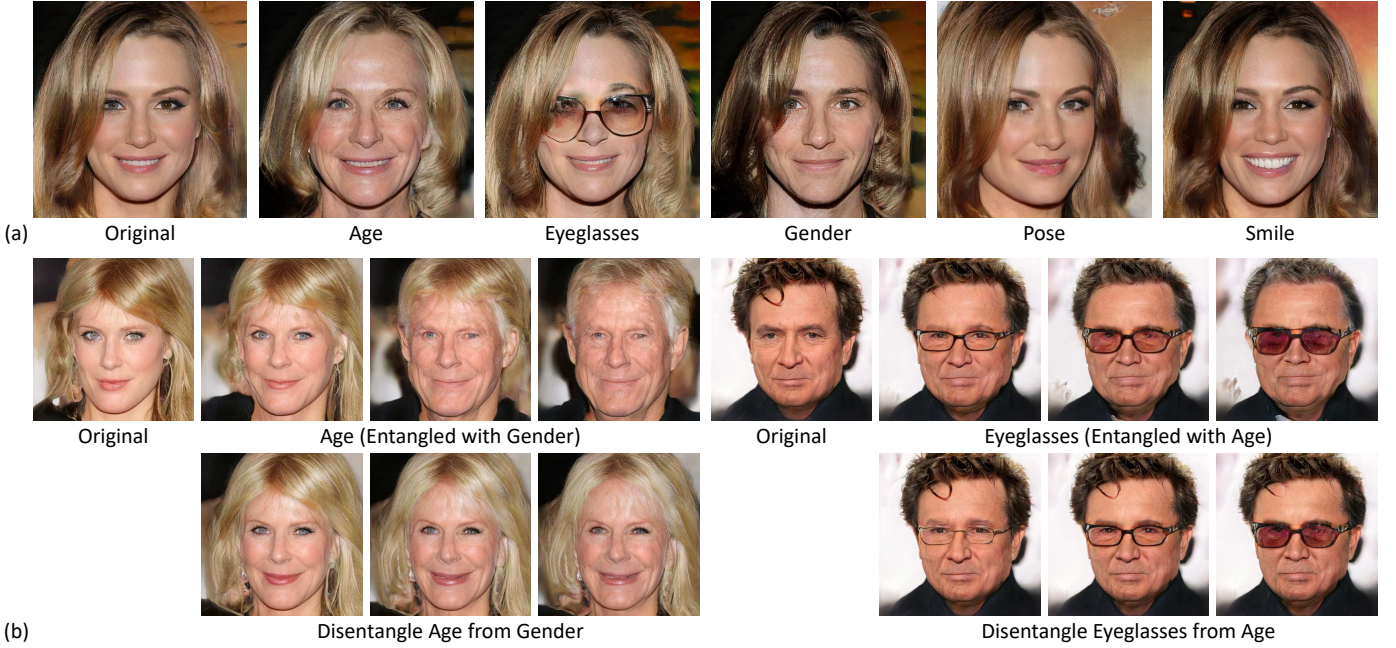 (a) Original Age Eyeglasses Gender Pose Smile
Original Age (Entangled with Gender) Original Eyeglasses (Entangled with Age)
(b) Disentangle Age from Gender Disentangle Eyeglasses from Age